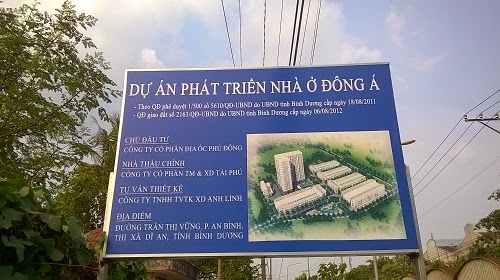 DỰ ÁN PHÁT TRIỂN NHÀ Ở ĐÔNG Á
- Theo QĐ phê duyệt 1/500 số 5610/QĐ-UBND do UBND tỉnh Bình Dương cấp ngày 18/08/2011
- QĐ giao đất số 2163/QĐ-UBND do UBND tỉnh Bình Dương cấp ngày 06/08/2012
CHỦ ĐẦU TƯ
CÔNG TY CỔ PHẦN ĐỊA ỐC PHÚ ĐÔNG
NHÀ THẦU CHÍNH
CÔNG TY CỔ PHẦN TM & XD TÀI PHÚ
TƯ VẤN THIẾT KẾ
CÔNG TY TNHH TVTK XD ANH LINH
ĐỊA ĐIỂM
ĐƯỜNG TRẦN THỊ VỮNG, P. AN BÌNH,
THỊ XÃ DĨ AN, TỈNH BÌNH DƯƠNG